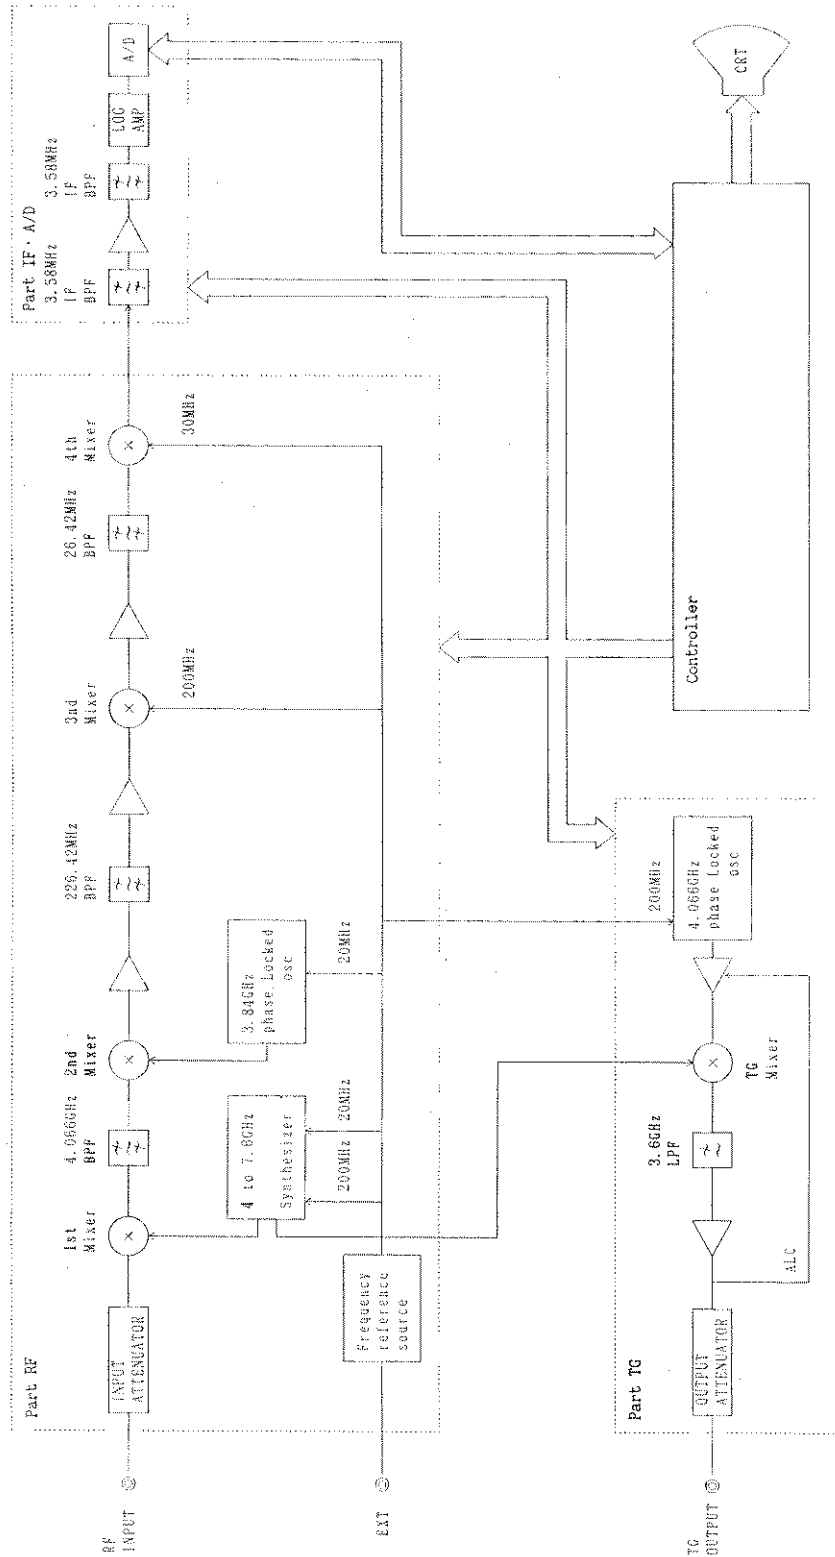 Part RF
RF
INPUT
INPUT
ATTENUATOR
1st
Mixer
4.066GHz
BPF
2nd
Mixer
226.42MHz
BPF
3nd
Mixer
26.42MHz
BPF
4th
Mixer
200MHz
30MHz
4 to 7.6GHz
Synthesizer
3.84GHz
phase Locked
osc
200MHz
20MHz
20MHz
Frequency
reference
source
EXT
Part IF·A/D
3.58MHz
IF
BPF
3.58MHz
IF
BPF
LOG
AMP
A/D
Part TG
TG
OUTPUT
OUTPUT
ATTENUATOR
3.6GHz
LPF
TG
Mixer
200MHz
4.066GHz
phase Locked
osc
ALC
Controller
CRT